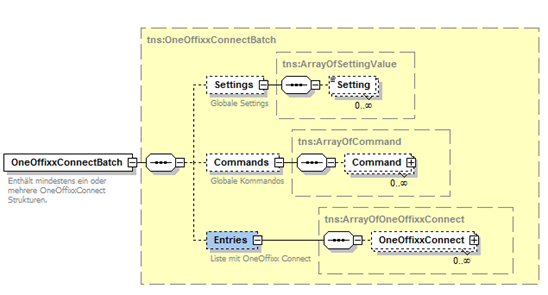 tns:OneOffixxConnectBatch
tns:ArrayOfSettingValue
Settings
Setting
Globale Settings
0..∞
tns:ArrayOfCommand
OneOffixxConnectBatch
Commands
Command
Enthält mindestens ein oder
mehrere OneOffixxConnect
Strukturen.
Globale Kommandos
0..∞
tns:ArrayOfOneOffixxConnect
Entries
OneOffixxConnect
Liste mit OneOffixx Connect
0..∞